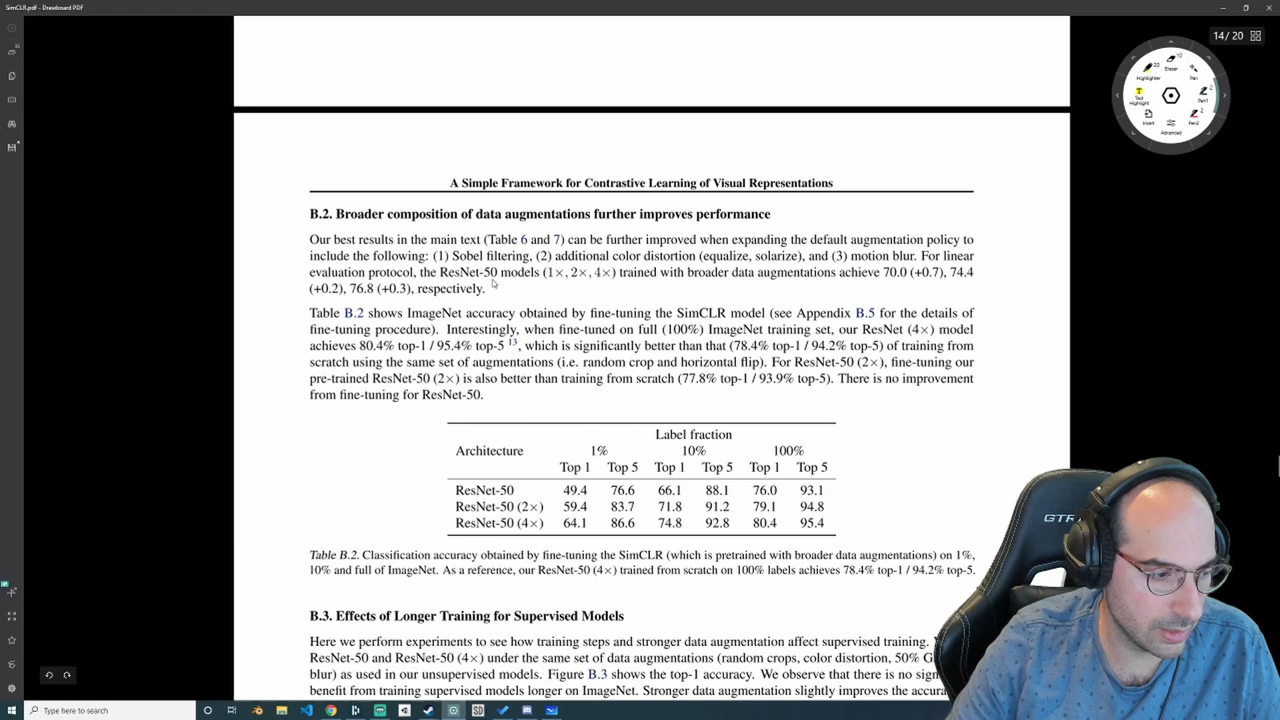 SimCLR.pdf - Drawboard PDF
14 / 20
Highlighter
20
Eraser
10
Pen
Text Highlight
Pen1
2
Insert
Advanced
Pen2
2
A Simple Framework for Contrastive Learning of Visual Representations
B.2. Broader composition of data augmentations further improves performance
Our best results in the main text (Table 6 and 7) can be further improved when expanding the default augmentation policy to
include the following: (1) Sobel filtering, (2) additional color distortion (equalize, solarize), and (3) motion blur. For linear
evaluation protocol, the ResNet-50 models (1×, 2×, 4×) trained with broader data augmentations achieve 70.0 (+0.7), 74.4
(+0.2), 76.8 (+0.3), respectively.
Table B.2 shows ImageNet accuracy obtained by fine-tuning the SimCLR model (see Appendix B.5 for the details of
fine-tuning procedure). Interestingly, when fine-tuned on full (100%) ImageNet training set, our ResNet (4×) model
achieves 80.4% top-1 / 95.4% top-5 13, which is significantly better than that (78.4% top-1 / 94.2% top-5) of training from
scratch using the same set of augmentations (i.e. random crop and horizontal flip). For ResNet-50 (2×), fine-tuning our
pre-trained ResNet-50 (2×) is also better than training from scratch (77.8% top-1 / 93.9% top-5). There is no improvement
from fine-tuning for ResNet-50.
Label fraction
Architecture 1% 10% 100%
Top 1 Top 5 Top 1 Top 5 Top 1 Top 5
ResNet-50 49.4 76.6 66.1 88.1 76.0 93.1
ResNet-50 (2×) 59.4 83.7 71.8 91.2 79.1 94.8
ResNet-50 (4×) 64.1 86.6 74.8 92.8 80.4 95.4
Table B.2. Classification accuracy obtained by fine-tuning the SimCLR (which is pretrained with broader data augmentations) on 1%,
10% and full of ImageNet. As a reference, our ResNet-50 (4×) trained from scratch on 100% labels achieves 78.4% top-1 / 94.2% top-5.
B.3. Effects of Longer Training for Supervised Models
Here we perform experiments to see how training steps and stronger data augmentation affect supervised training.
ResNet-50 and ResNet-50 (4×) under the same set of data augmentations (random crops, color distortion, 50% G
blur) as used in our unsupervised models. Figure B.3 shows the top-1 accuracy. We observe that there is no sig
benefit from training supervised models longer on ImageNet. Stronger data augmentation slightly improves the accura
GTR
Type here to search